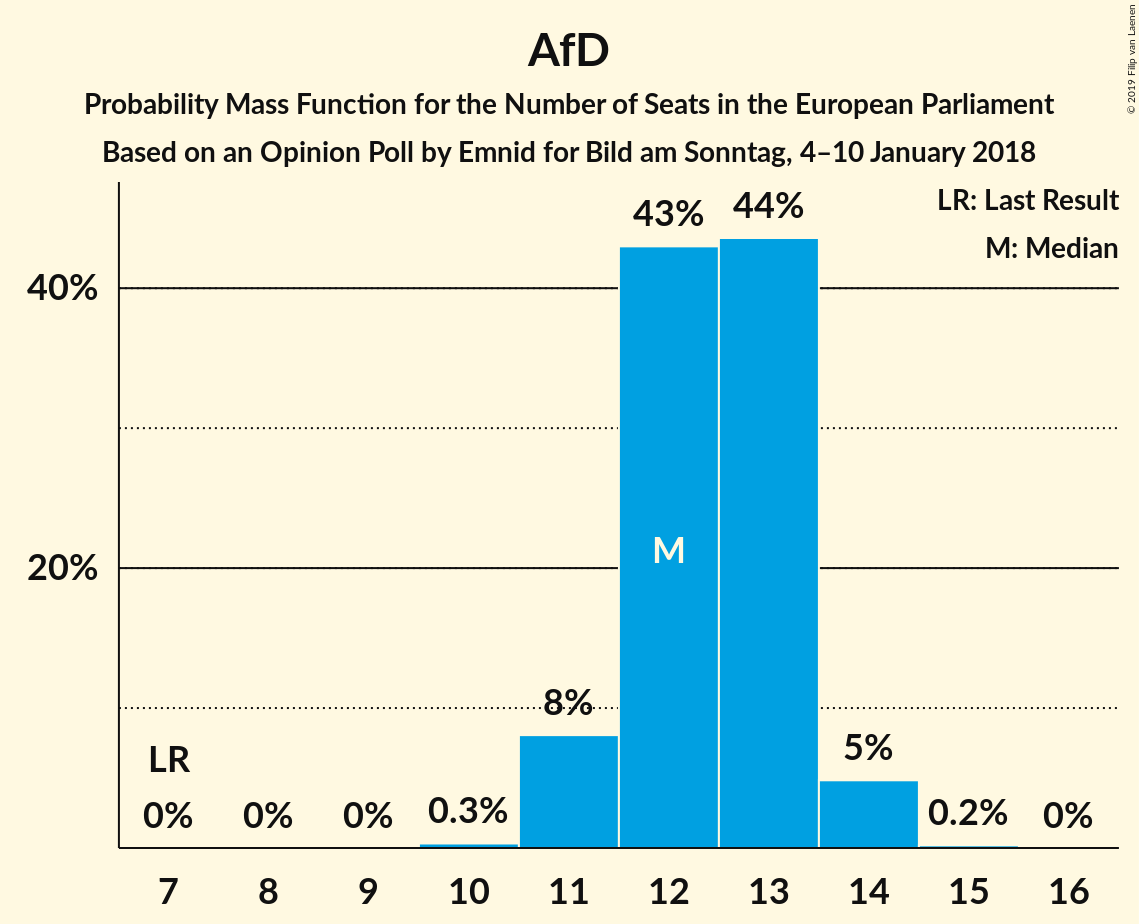 AfD
Probability Mass Function for the Number of Seats in the European Parliament
Based on an Opinion Poll by Emnid for Bild am Sonntag, 4–10 January 2018
© 2019 Filip van Laenen
LR: Last Result
M: Median
43% 44%
40%
M
20%
8%
5%
LR
0% 0% 0% 0.3% 0.2% 0%
7 8 9 10 11 12 13 14 15 16